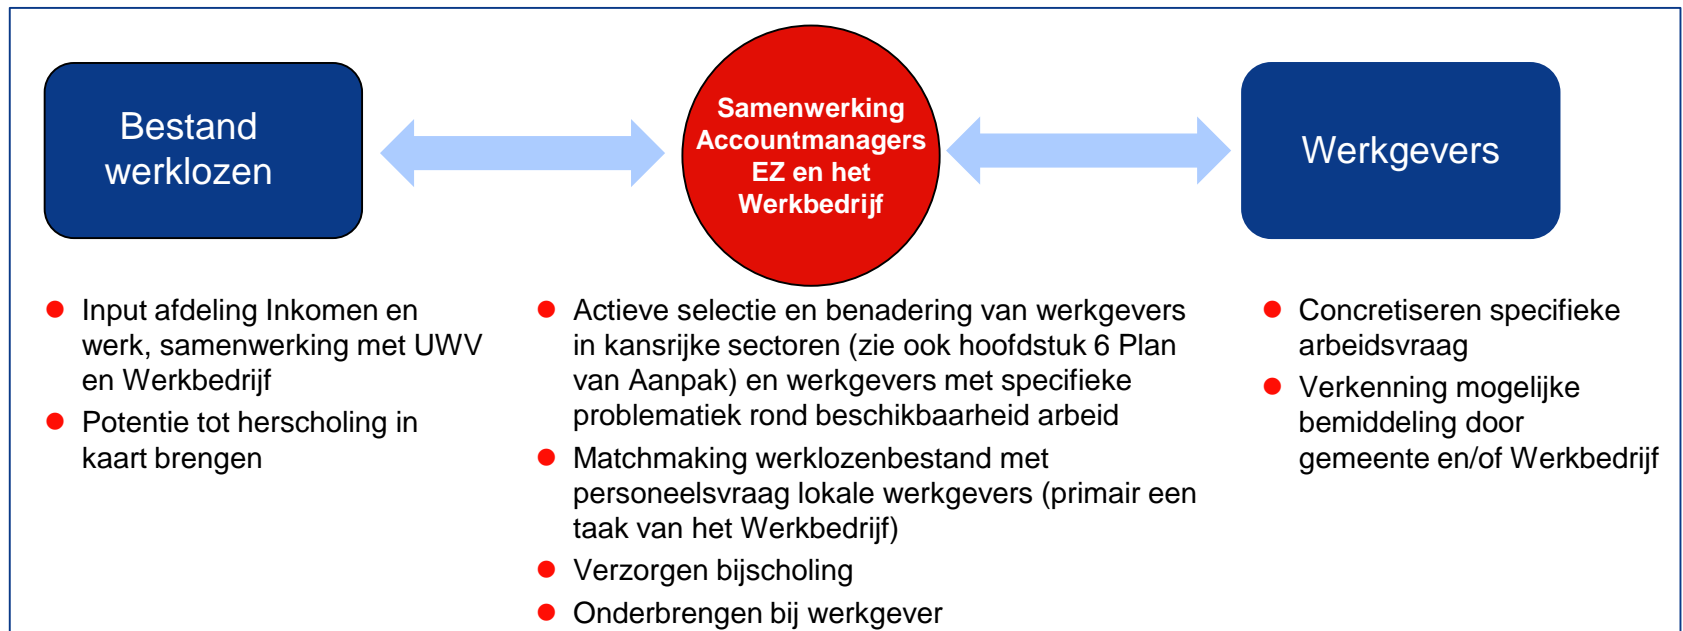 Bestand
werklozen
Samenwerking
Accountmanagers
EZ en het
Werkbedrijf
Werkgevers
Input afdeling Inkomen en
werk, samenwerking met UWV
en Werkbedrijf
Potentie tot herscholing in
kaart brengen
Actieve selectie en benadering van werkgevers
in kansrijke sectoren (zie ook hoofdstuk 6 Plan
van Aanpak) en werkgevers met specifieke
problematiek rond beschikbaarheid arbeid
Matchmaking werklozenbestand met
personeelsvraag lokale werkgevers (primair een
taak van het Werkbedrijf)
Verzorgen bijscholing
Onderbrengen bij werkgever
Concretiseren specifieke
arbeidsvraag
Verkenning mogelijke
bemiddeling door
gemeente en/of Werkbedrijf